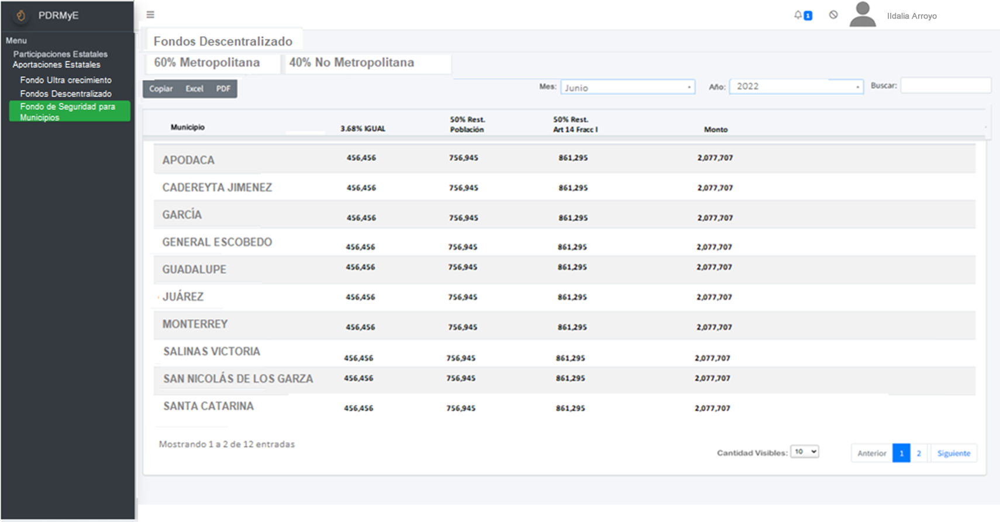 PDRMyE
1
Ildalia Arroyo
Menu
Participaciones Estatales
Aportaciones Estatales
Fondo Ultra crecimiento
Fondos Descentralizado
Fondo de Seguridad para
Municipios
Fondos Descentralizado
60% Metropolitana 40% No Metropolitana
Copiar Excel PDF
Mes: Junio Año: 2022 Buscar:
Municipio 3.68% IGUAL 50% Rest. Población 50% Rest. Art 14 Fracc I Monto
APODACA 456,456 756,945 861,295 2,077,707
CADEREYTA JIMENEZ 456,456 756,945 861,295 2,077,707
GARCÍA 456,456 756,945 861,295 2,077,707
GENERAL ESCOBEDO 456,456 756,945 861,295 2,077,707
GUADALUPE 456,456 756,945 861,295 2,077,707
JUÁREZ 456,456 756,945 861,295 2,077,707
MONTERREY 456,456 756,945 861,295 2,077,707
SALINAS VICTORIA 456,456 756,945 861,295 2,077,707
SAN NICOLÁS DE LOS GARZA 456,456 756,945 861,295 2,077,707
SANTA CATARINA 456,456 756,945 861,295 2,077,707
Mostrando 1 a 2 de 12 entradas
Cantidad Visibles: 10 Anterior 1 2 Siguiente